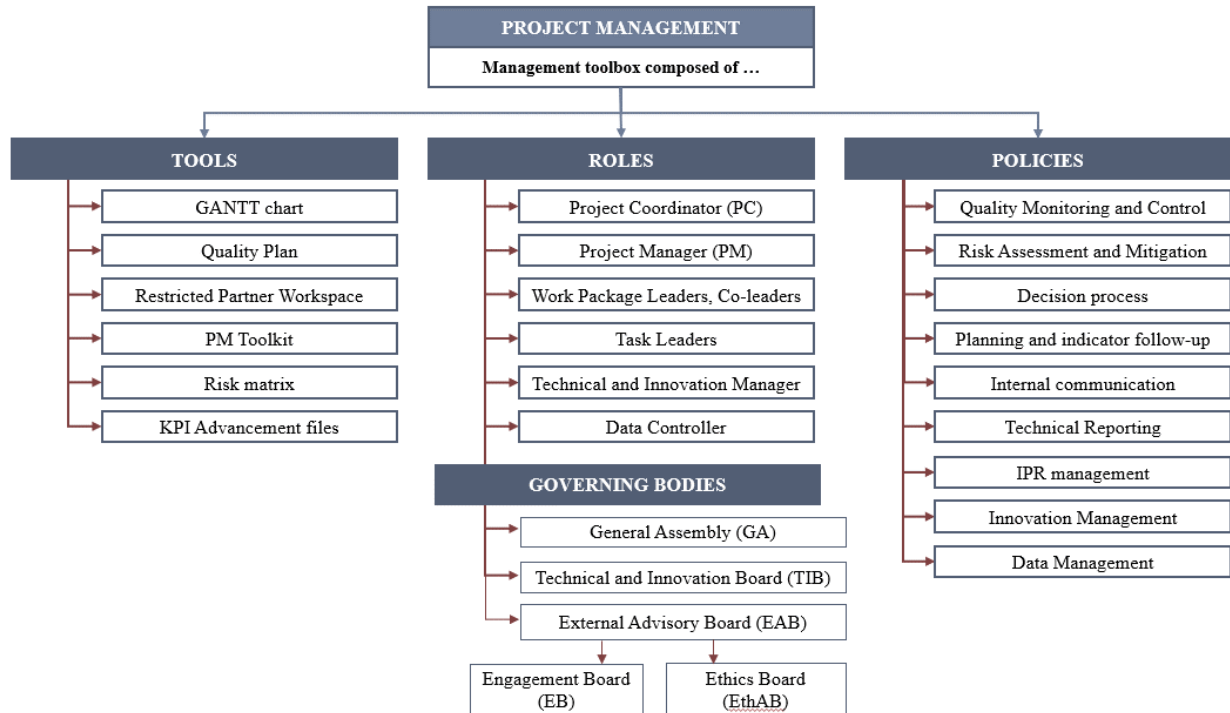 PROJECT MANAGEMENT
Management toolbox composed of …
TOOLS
GANTT chart
Quality Plan
Restricted Partner Workspace
PM Toolkit
Risk matrix
KPI Advancement files
ROLES
Project Coordinator (PC)
Project Manager (PM)
Work Package Leaders, Co-leaders
Task Leaders
Technical and Innovation Manager
Data Controller
GOVERNING BODIES
General Assembly (GA)
Technical and Innovation Board (TIB)
External Advisory Board (EAB)
Engagement Board
(EB)
Ethics Board
(EthAB)
POLICIES
Quality Monitoring and Control
Risk Assessment and Mitigation
Decision process
Planning and indicator follow-up
Internal communication
Technical Reporting
IPR management
Innovation Management
Data Management